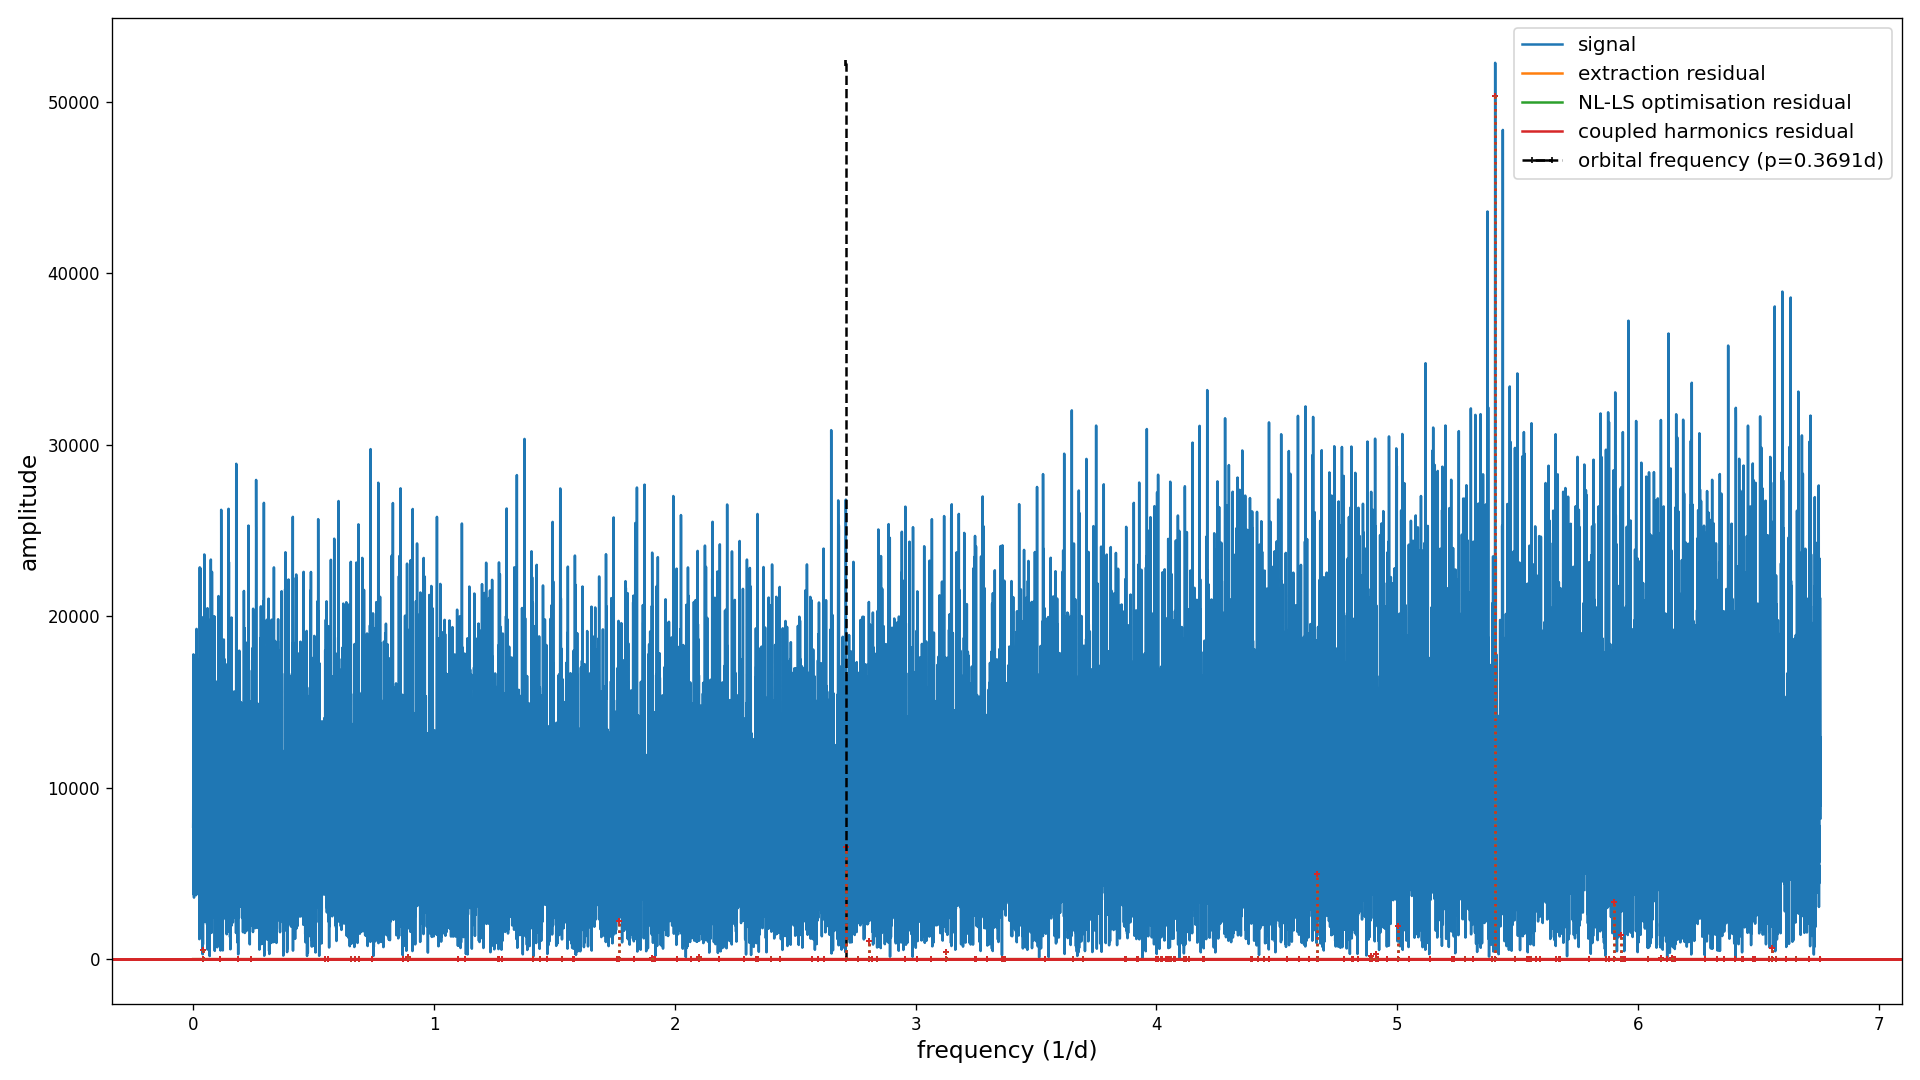 signal
extraction residual
NL-LS optimisation residual
coupled harmonics residual
orbital frequency (p=0.3691d)
amplitude
50000
40000
30000
20000
10000
0
0 1 2 3 4 5 6 7
frequency (1/d)